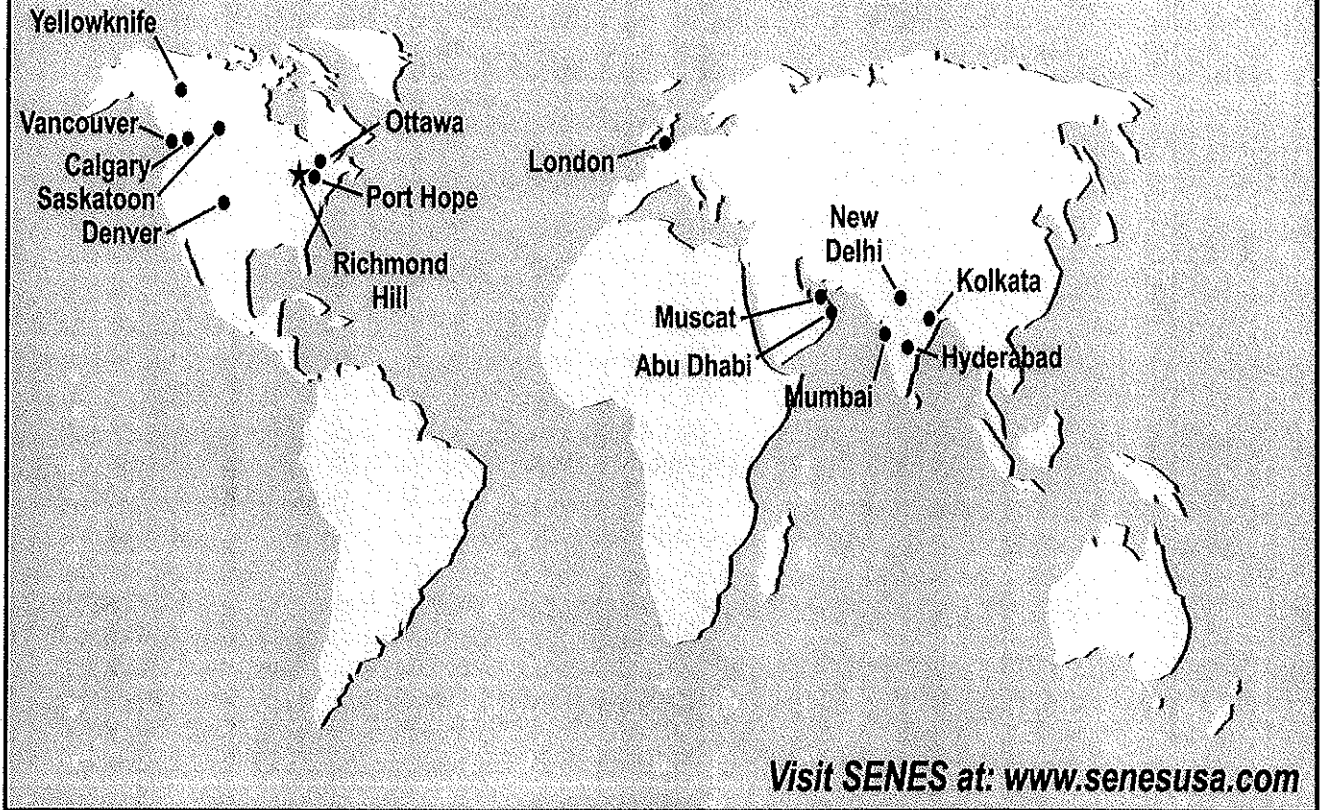 Yellowknife
Vancouver
Calgary
Saskatoon
Denver
Ottawa
Port Hope
Richmond
Hill
London
New
Delhi
Kolkata
Muscat
Abu Dhabi
Hyderabad
Mumbai
Visit SENES at: www.senesusa.com